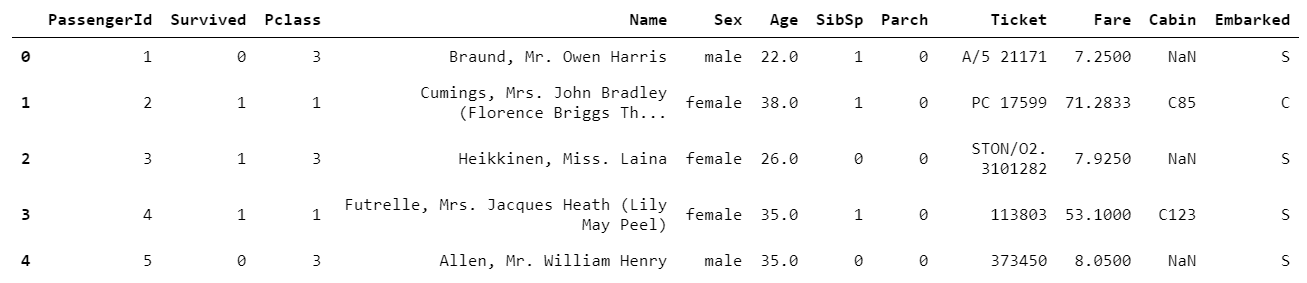 PassengerId Survived Pclass Name Sex Age SibSp Parch Ticket Fare Cabin Embarked
0 1 0 3 Braund, Mr. Owen Harris male 22.0 1 0 A/5 21171 7.2500 NaN S
1 2 1 1 Cumings, Mrs. John Bradley (Florence Briggs Th... female 38.0 1 0 PC 17599 71.2833 C85 C
2 3 1 3 Heikkinen, Miss. Laina female 26.0 0 0 STON/O2. 3101282 7.9250 NaN S
3 4 1 1 Futrelle, Mrs. Jacques Heath (Lily May Peel) female 35.0 1 0 113803 53.1000 C123 S
4 5 0 3 Allen, Mr. William Henry male 35.0 0 0 373450 8.0500 NaN S